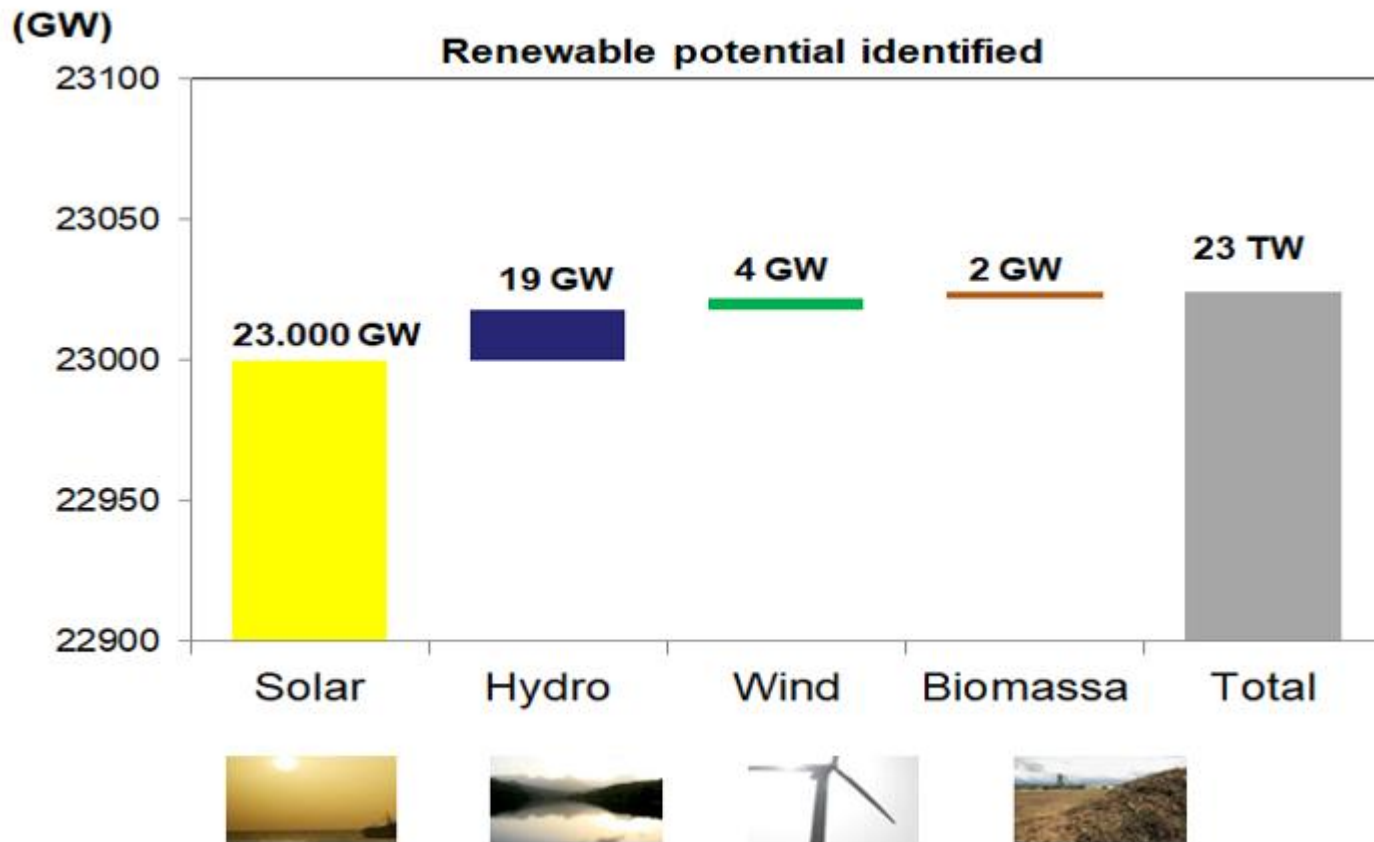 (GW)
Renewable potential identified
23100
23050
23000
22950
22900
23.000 GW
19 GW
4 GW
2 GW
23 TW
Solar
Hydro
Wind
Biomassa
Total